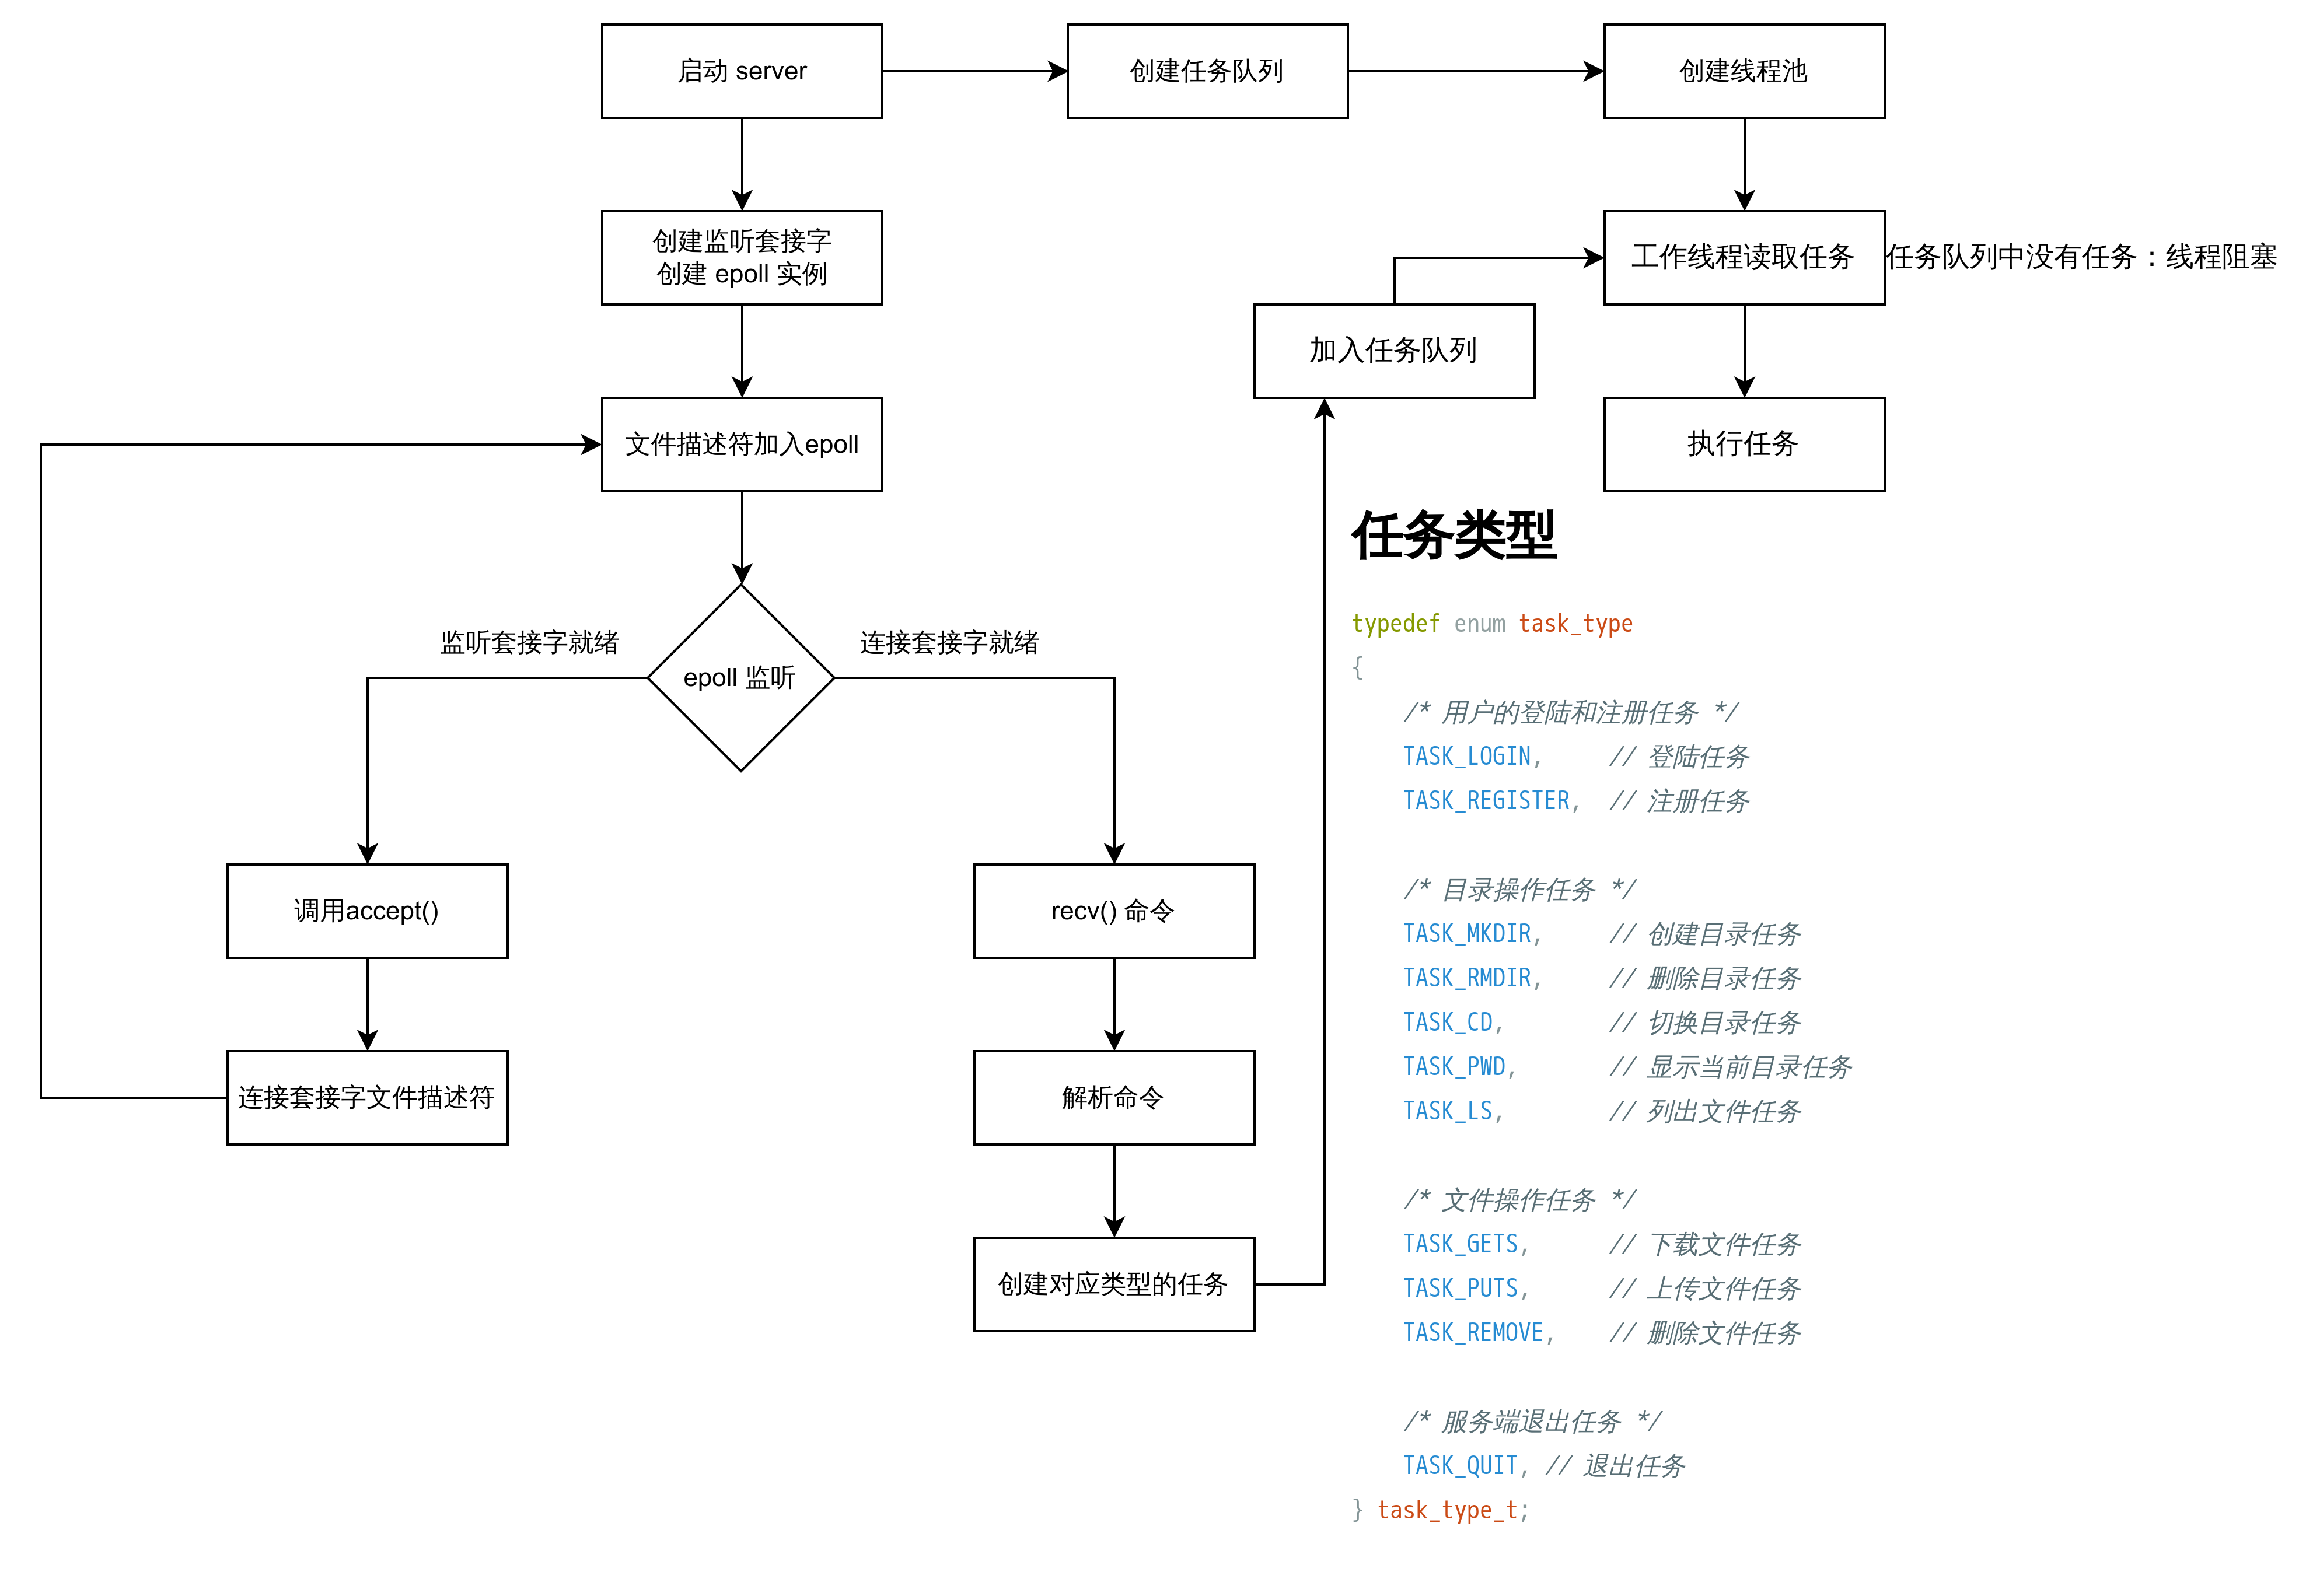 启动 server
创建任务队列
创建线程池
创建监听套接字
创建 epoll 实例
工作线程读取任务
任务队列中没有任务：线程阻塞
加入任务队列
文件描述符加入epoll
执行任务
任务类型
监听套接字就绪
epoll 监听
连接套接字就绪
调用accept()
recv() 命令
连接套接字文件描述符
解析命令
创建对应类型的任务
typedef enum task_type
{
/* 用户的登陆和注册任务 */
TASK_LOGIN, // 登陆任务
TASK_REGISTER, // 注册任务
/* 目录操作任务 */
TASK_MKDIR, // 创建目录任务
TASK_RMDIR, // 删除目录任务
TASK_CD, // 切换目录任务
TASK_PWD, // 显示当前目录任务
TASK_LS, // 列出文件任务
/* 文件操作任务 */
TASK_GETS, // 下载文件任务
TASK_PUTS, // 上传文件任务
TASK_REMOVE, // 删除文件任务
/* 服务端退出任务 */
TASK_QUIT, // 退出任务
} task_type_t;